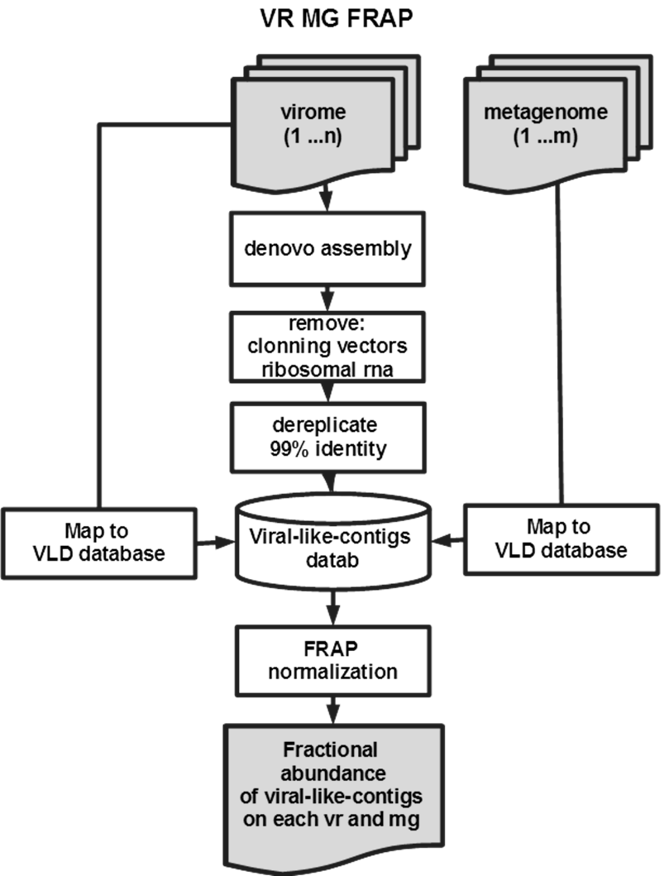 VR MG FRAP
virome
(1 ...n)
metagenome
(1 ...m)
denovo assembly
remove:
clonning vectors
ribosomal rna
dereplicate
99% identity
Map to
VLD database
Viral-like-contigs
datab
Map to
VLD database
FRAP
normalization
Fractional
abundance
of viral-like-contigs
on each vr and mg